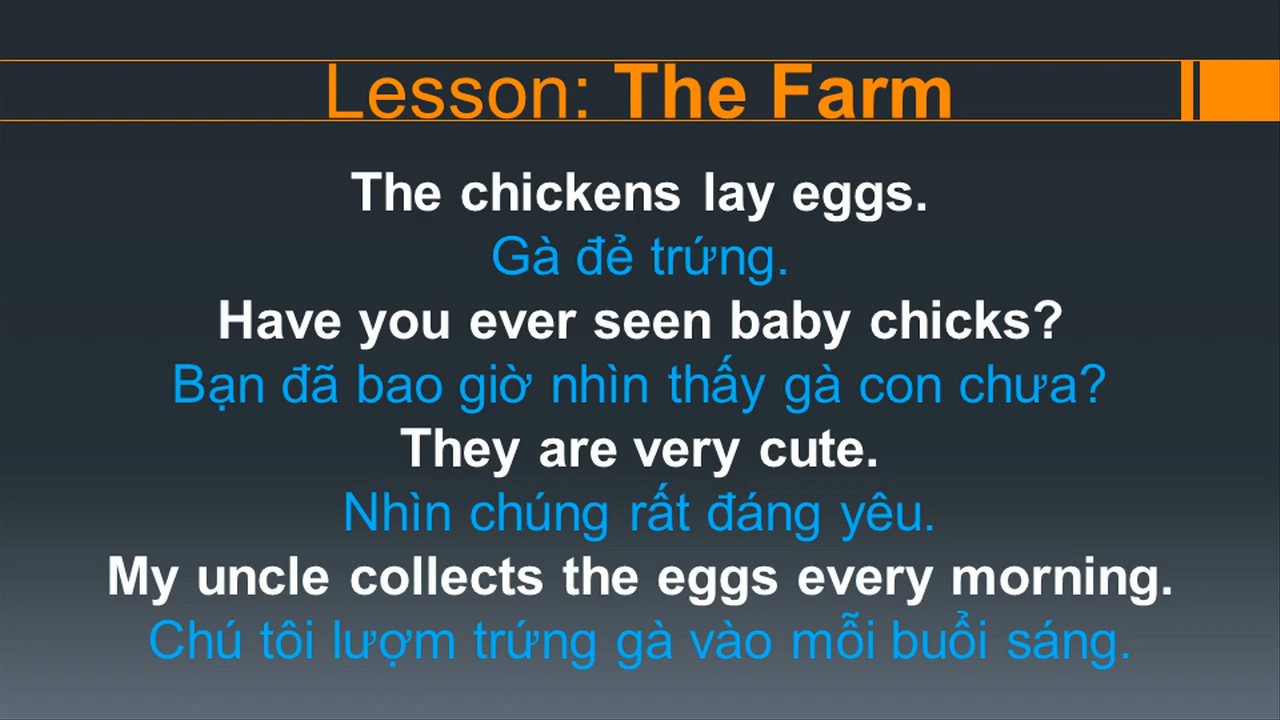 Lesson: The Farm
The chickens lay eggs.
Gà đẻ trứng.
Have you ever seen baby chicks?
Bạn đã bao giờ nhìn thấy gà con chưa?
They are very cute.
Nhìn chúng rất đáng yêu.
My uncle collects the eggs every morning.
Chú tôi lượm trứng gà vào mỗi buổi sáng.